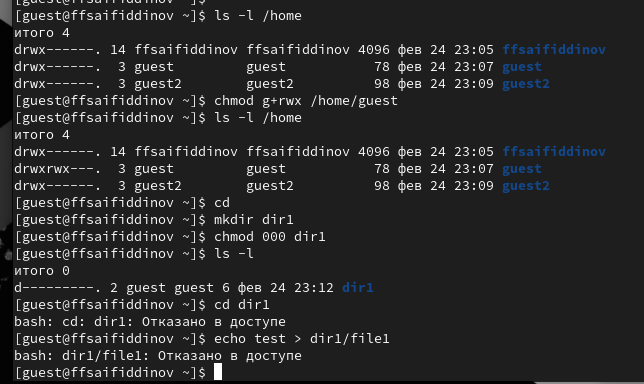 [guest@ffsaifiddinov ~]$ ls -l /home
итого 4
drwx------. 14 ffsaifiddinov ffsaifiddinov 4096 фев 24 23:05 ffsaifiddinov
drwx------.  3 guest         guest           78 фев 24 23:07 guest
drwx------.  3 guest2        guest2          98 фев 24 23:09 guest2
[guest@ffsaifiddinov ~]$ chmod g+rwx /home/guest
[guest@ffsaifiddinov ~]$ ls -l /home
итого 4
drwx------. 14 ffsaifiddinov ffsaifiddinov 4096 фев 24 23:05 ffsaifiddinov
drwxrwx---.  3 guest         guest           78 фев 24 23:07 guest
drwx------.  3 guest2        guest2          98 фев 24 23:09 guest2
[guest@ffsaifiddinov ~]$ cd
[guest@ffsaifiddinov ~]$ mkdir dir1
[guest@ffsaifiddinov ~]$ chmod 000 dir1
[guest@ffsaifiddinov ~]$ ls -l
итого 0
d---------. 2 guest guest 6 фев 24 23:12 dir1
[guest@ffsaifiddinov ~]$ cd dir1
bash: cd: dir1: Отказано в доступе
[guest@ffsaifiddinov ~]$ echo test > dir1/file1
bash: dir1/file1: Отказано в доступе
[guest@ffsaifiddinov ~]$